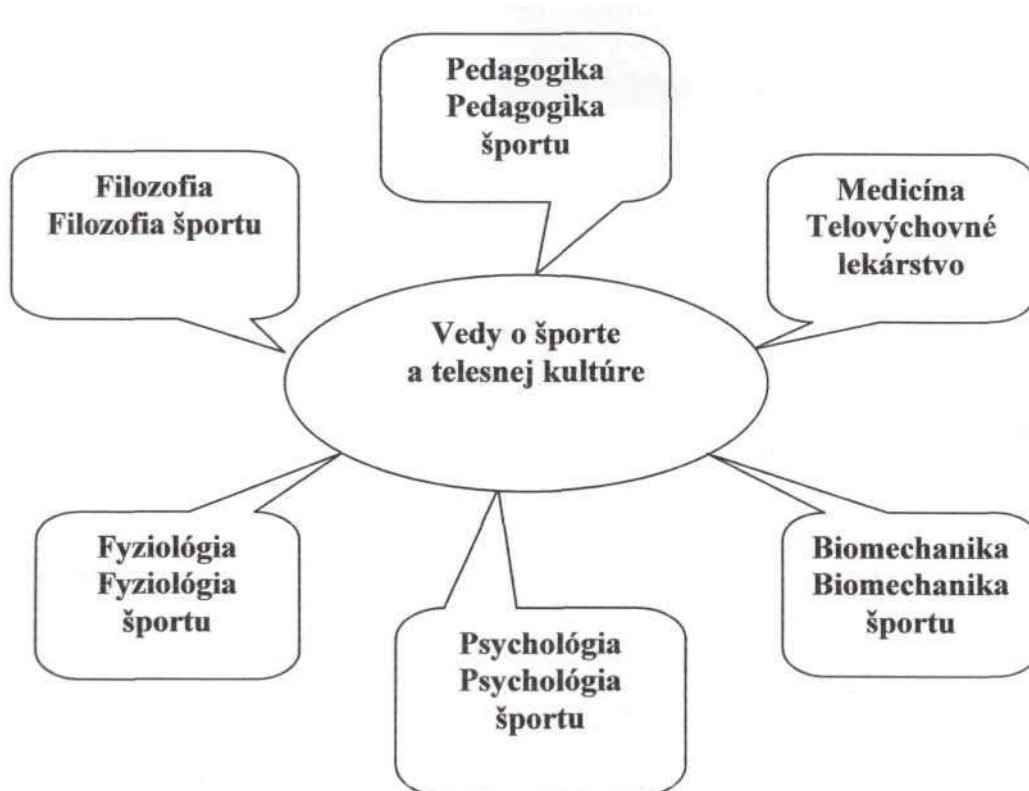 Pedagogika
Pedagogika
športu
Filozofia
Filozofia športu
Medicína
Telovýchovné
lekárstvo
Vedy o športe
a telesnej kultúre
Fyziológia
Fyziológia
športu
Psychológia
Psychológia
športu
Biomechanika
Biomechanika
športu